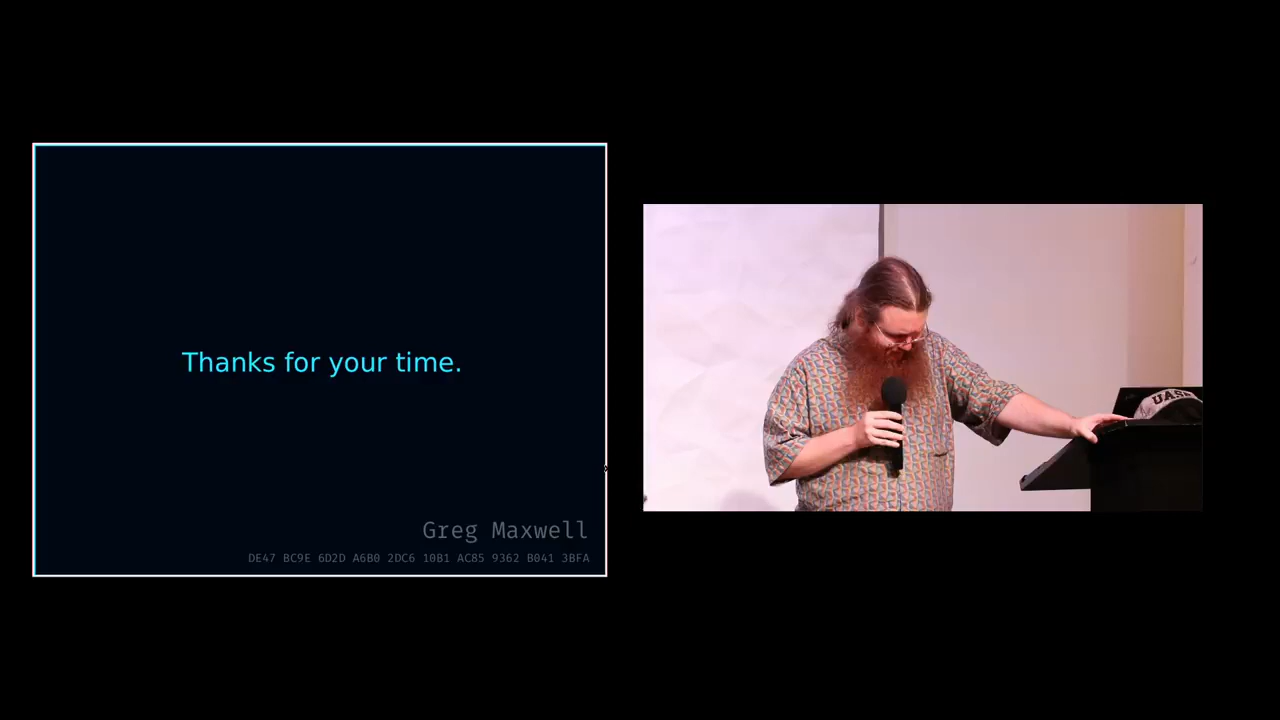 Thanks for your time.
Greg Maxwell
DE47 BC9E 6D2D A6B0 2DC6 10B1 AC85 9362 B041 3BFA